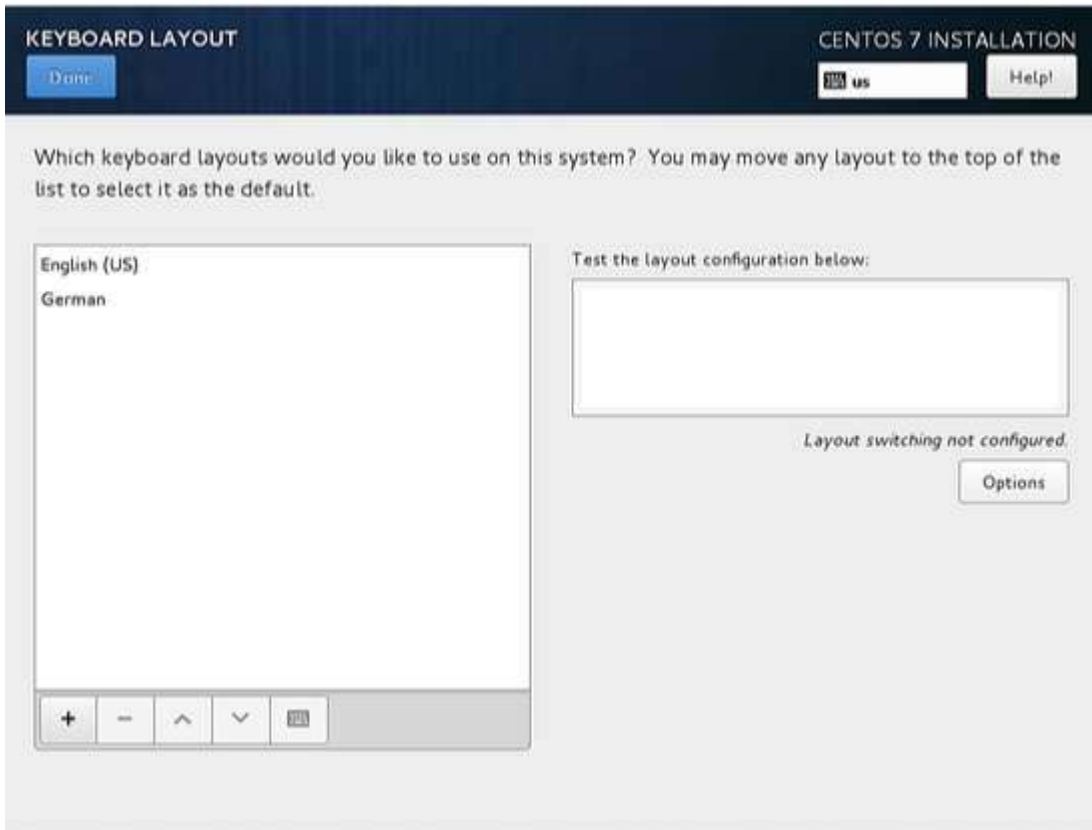 KEYBOARD LAYOUT
CENTOS 7 INSTALLATION
Done
us
Help!
Which keyboard layouts would you like to use on this system? You may move any layout to the top of the
list to select it as the default.
English (US)
German
Test the layout configuration below:
Layout switching not configured.
Options